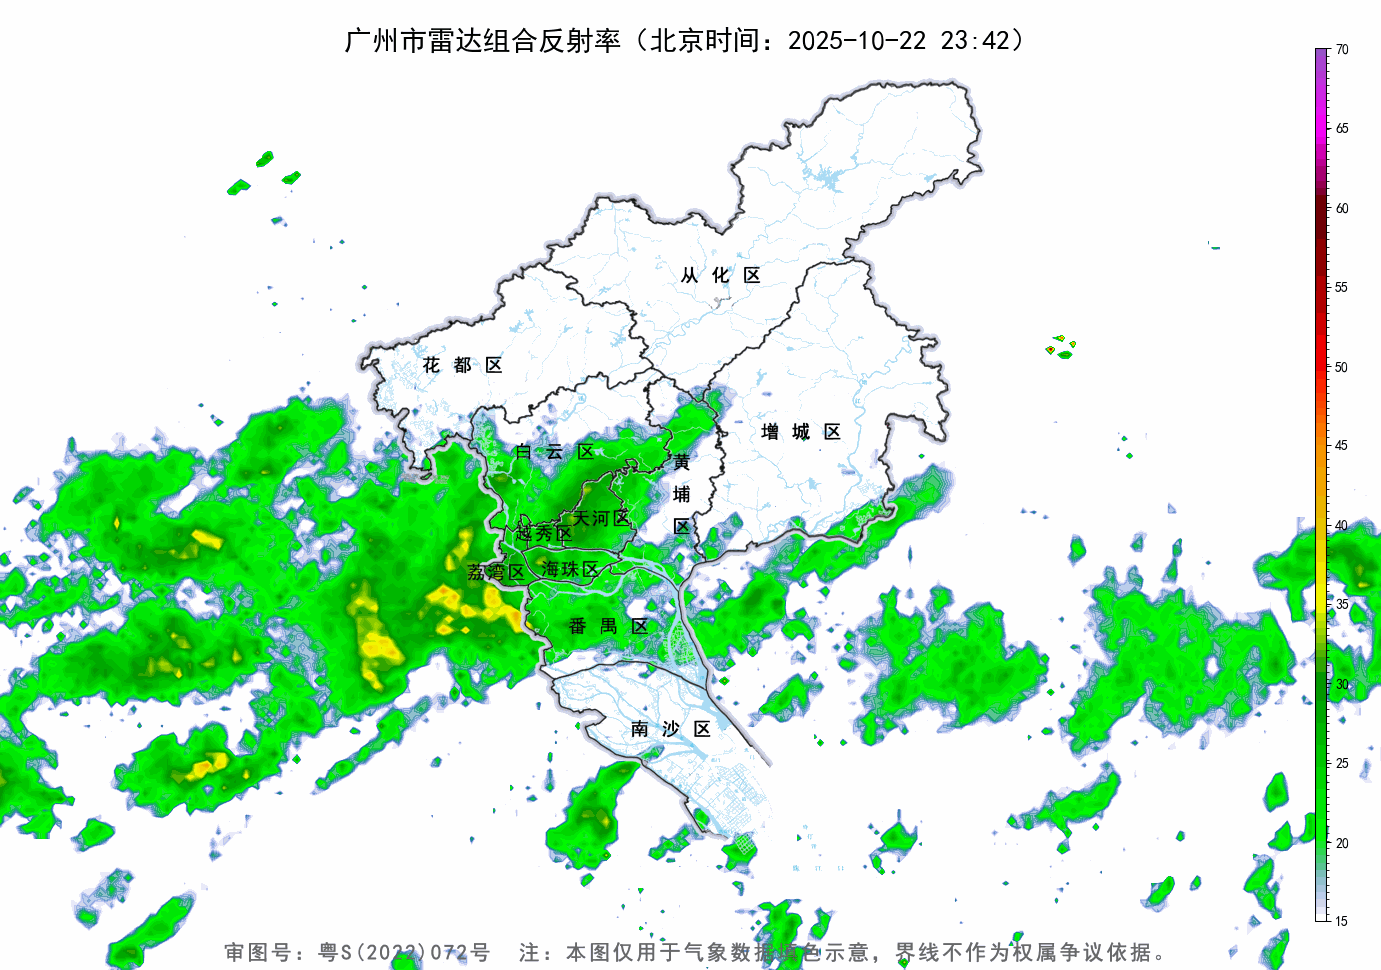 广州市雷达组合反射率（北京时间：2025-10-22 23:42）
70
65
60
55
50
45
40
35
30
25
20
15
从化区
花都区
增城区
白云区
黄埔区
天河区
越秀区
荔湾区
海珠区
番禺区
南沙区
审图号：粤S(2022)072号 注：本图仅用于气象数据填色示意，界线不作为权属争议依据。